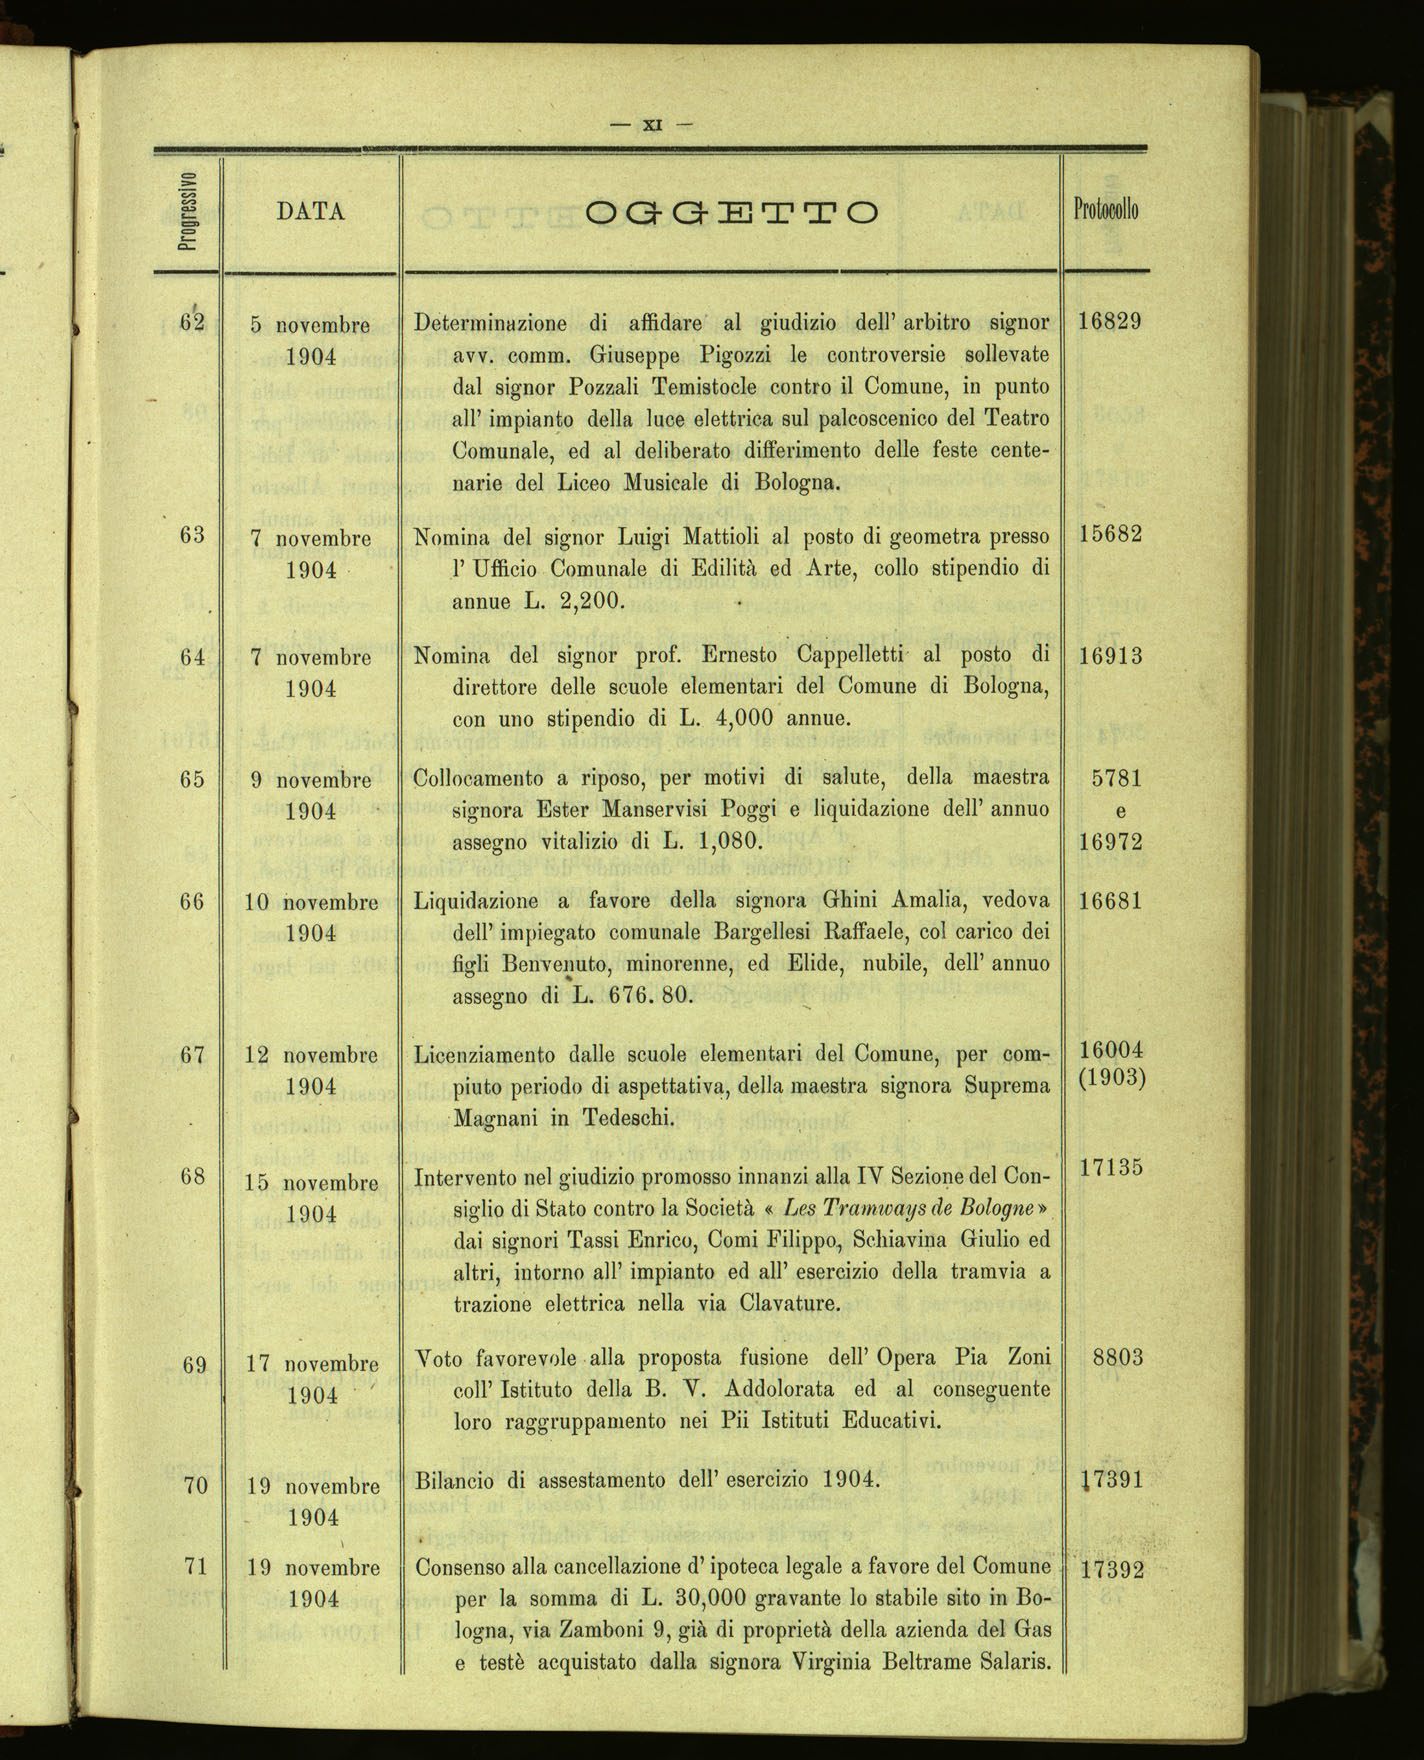 — XI —
Progressivo DATA OGGETTO Protocollo
62 5 novembre Determinazione di affidare al giudizio dell' arbitro signor 16829
1904 avv. comm. Giuseppe Pigozzi le controversie sollevate
dal signor Pozzali Temistocle contro il Comune, in punto
all' impianto della luce elettrica sul palcoscenico del Teatro
Comunale, ed al deliberato differimento delle feste cente-
narie del Liceo Musicale di Bologna.
63 7 novembre Nomina del signor Luigi Mattioli al posto di geometra presso 15682
1904 l' Ufficio Comunale di Edilità ed Arte, collo stipendio di
annue L. 2,200.
64 7 novembre Nomina del signor prof. Ernesto Cappelletti al posto di 16913
1904 direttore delle scuole elementari del Comune di Bologna,
con uno stipendio di L. 4,000 annue.
65 9 novembre Collocamento a riposo, per motivi di salute, della maestra 5781
1904 signora Ester Manservisi Poggi e liquidazione dell' annuo e
assegno vitalizio di L. 1,080. 16972
66 10 novembre Liquidazione a favore della signora Ghini Amalia, vedova 16681
1904 dell' impiegato comunale Bargellesi Raffaele, col carico dei
figli Benvenuto, minorenne, ed Elide, nubile, dell' annuo
assegno di L. 676. 80.
67 12 novembre Licenziamento dalle scuole elementari del Comune, per com- 16004
1904 piuto periodo di aspettativa, della maestra signora Suprema (1903)
Magnani in Tedeschi.
68 15 novembre Intervento nel giudizio promosso innanzi alla IV Sezione del Con- 17135
1904 siglio di Stato contro la Società « Les Tramways de Bologne »
dai signori Tassi Enrico, Comi Filippo, Schiavina Giulio ed
altri, intorno all' impianto ed all' esercizio della tramvia a
trazione elettrica nella via Clavature.
69 17 novembre Voto favorevole alla proposta fusione dell' Opera Pia Zoni 8803
1904 coll' Istituto della B. V. Addolorata ed al conseguente
loro raggruppamento nei Pii Istituti Educativi.
70 19 novembre Bilancio di assestamento dell' esercizio 1904. 17391
1904
71 19 novembre Consenso alla cancellazione d' ipoteca legale a favore del Comune 17392
1904 per la somma di L. 30,000 gravante lo stabile sito in Bo-
logna, via Zamboni 9, già di proprietà della azienda del Gas
e testè acquistato dalla signora Virginia Beltrame Salaris.